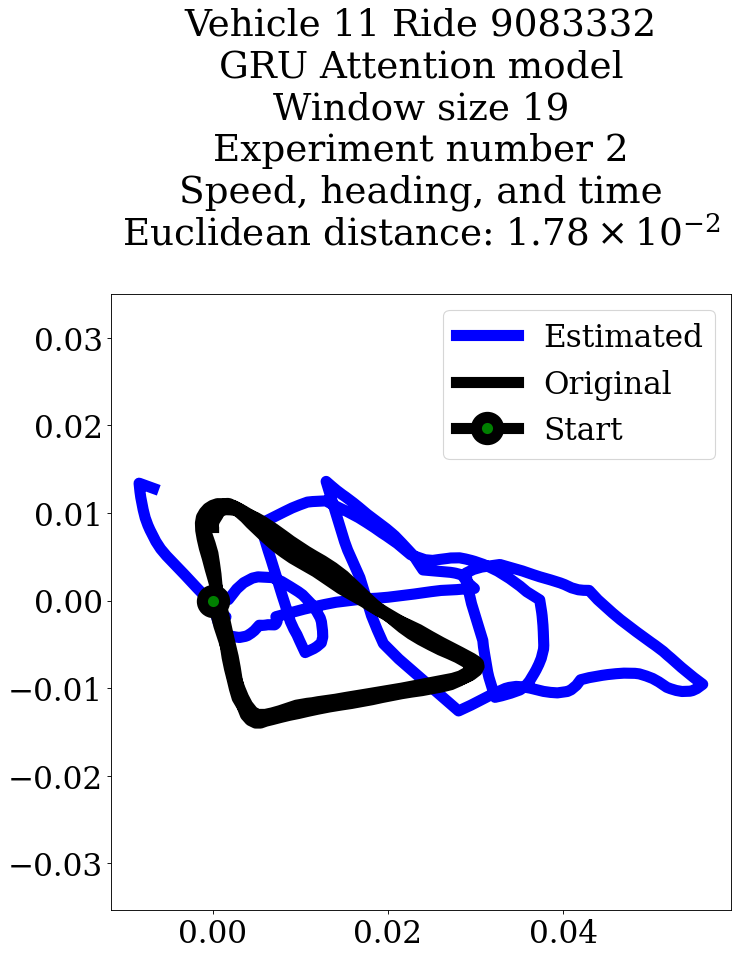 Vehicle 11 Ride 9083332
GRU Attention model
Window size 19
Experiment number 2
Speed, heading, and time
Euclidean distance: 1.78 × 10⁻²
0.03
0.02
0.01
0.00
−0.01
−0.02
−0.03
Estimated
Original
Start
0.00 0.02 0.04